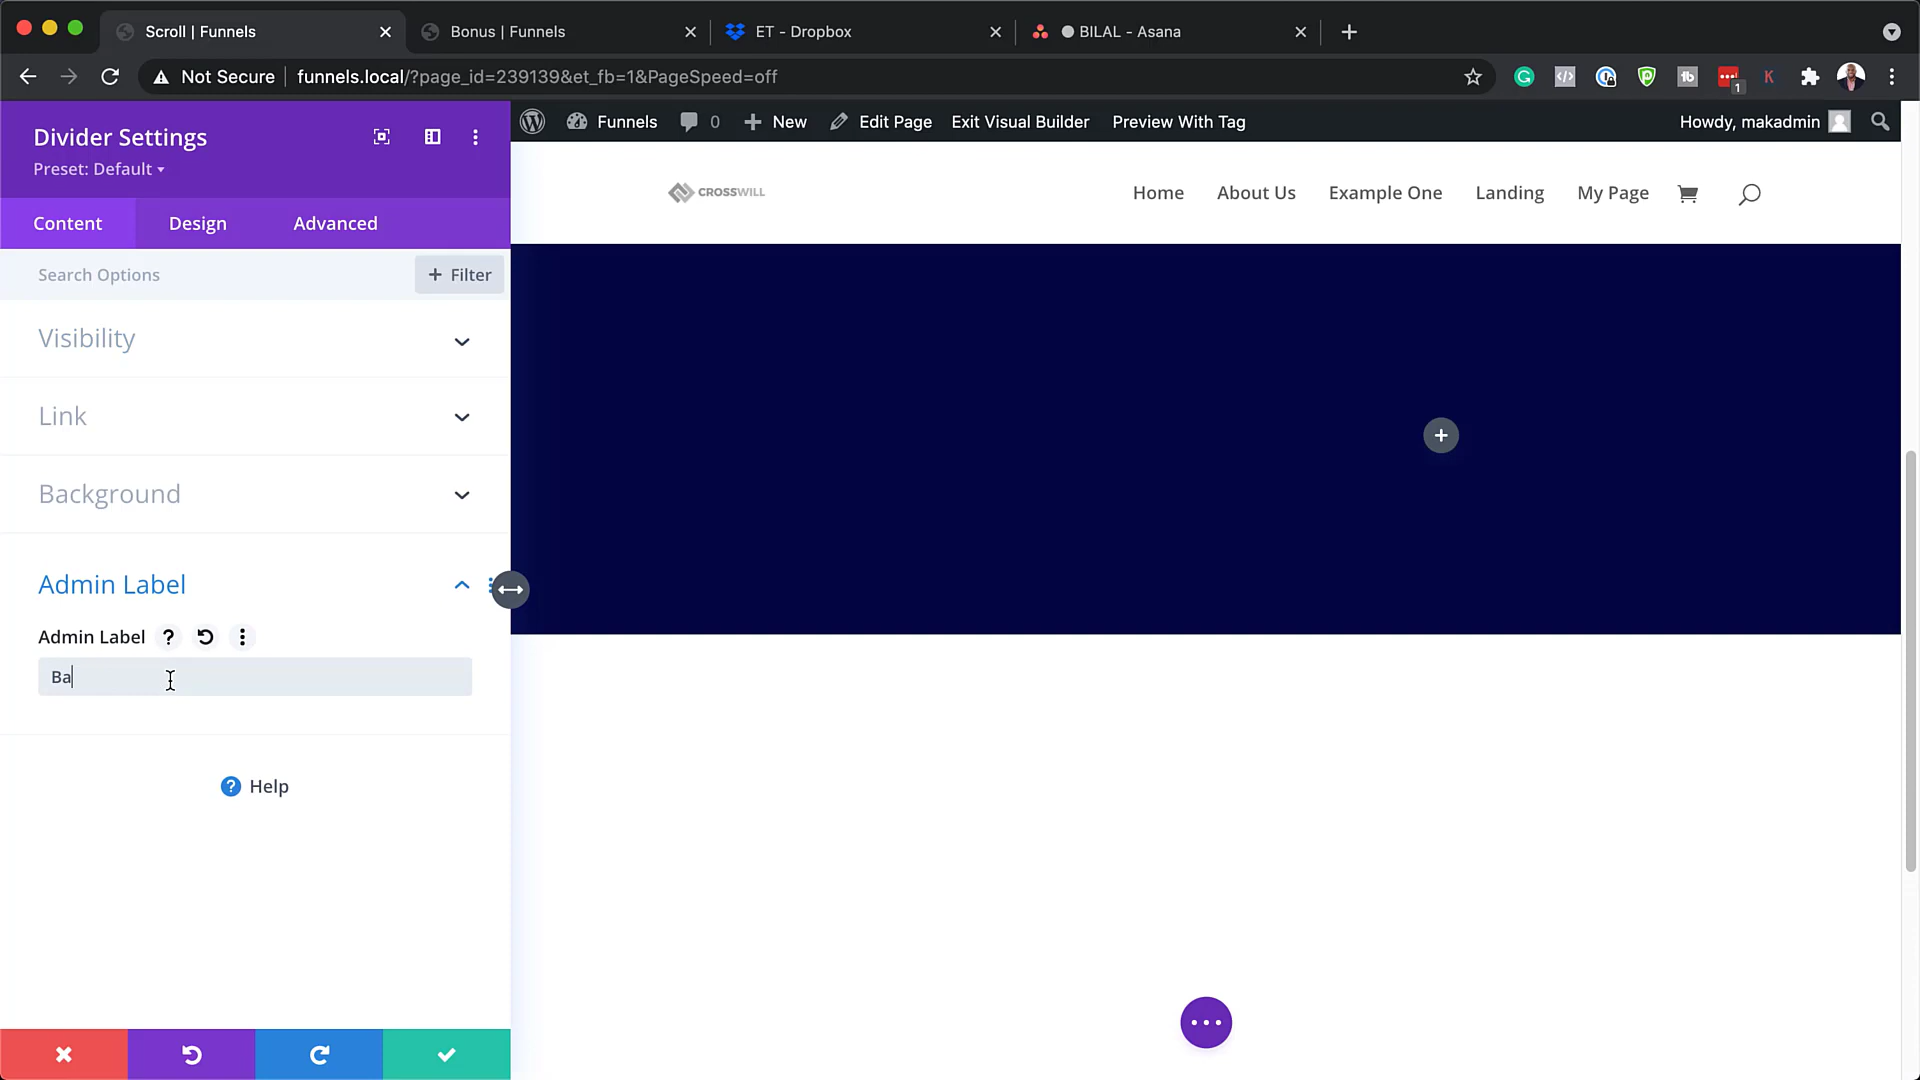 Scroll | Funnels
Bonus | Funnels
ET - Dropbox
BILAL - Asana
Not Secure
funnels.local/?page_id=239139&et_fb=1&PageSpeed=off
1
K
Divider Settings
Preset: Default
Funnels
0
New
Edit Page
Exit Visual Builder
Preview With Tag
Howdy, makadmin
Content
Design
Advanced
CROSSWILL
Home
About Us
Example One
Landing
My Page
Search Options
+ Filter
Visibility
Link
Background
Admin Label
Admin Label ?
Ba
? Help